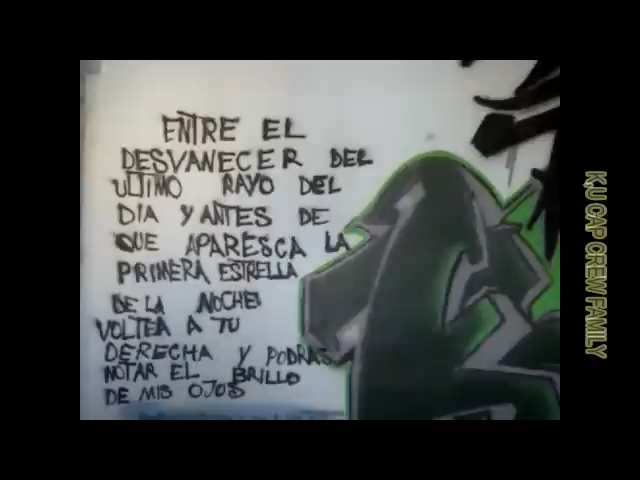 ENTRE EL
DESVANECER DEL
ULTIMO RAYO DEL
DIA Y ANTES DE
QUE APARESCA LA
PRIMERA ESTRELLA
DE LA NOCHE
VOLTEA A TU
DERECHA Y PODRAS
NOTAR EL BRILLO
DE MIS OJOS
K,U CAP CREW FAMILY